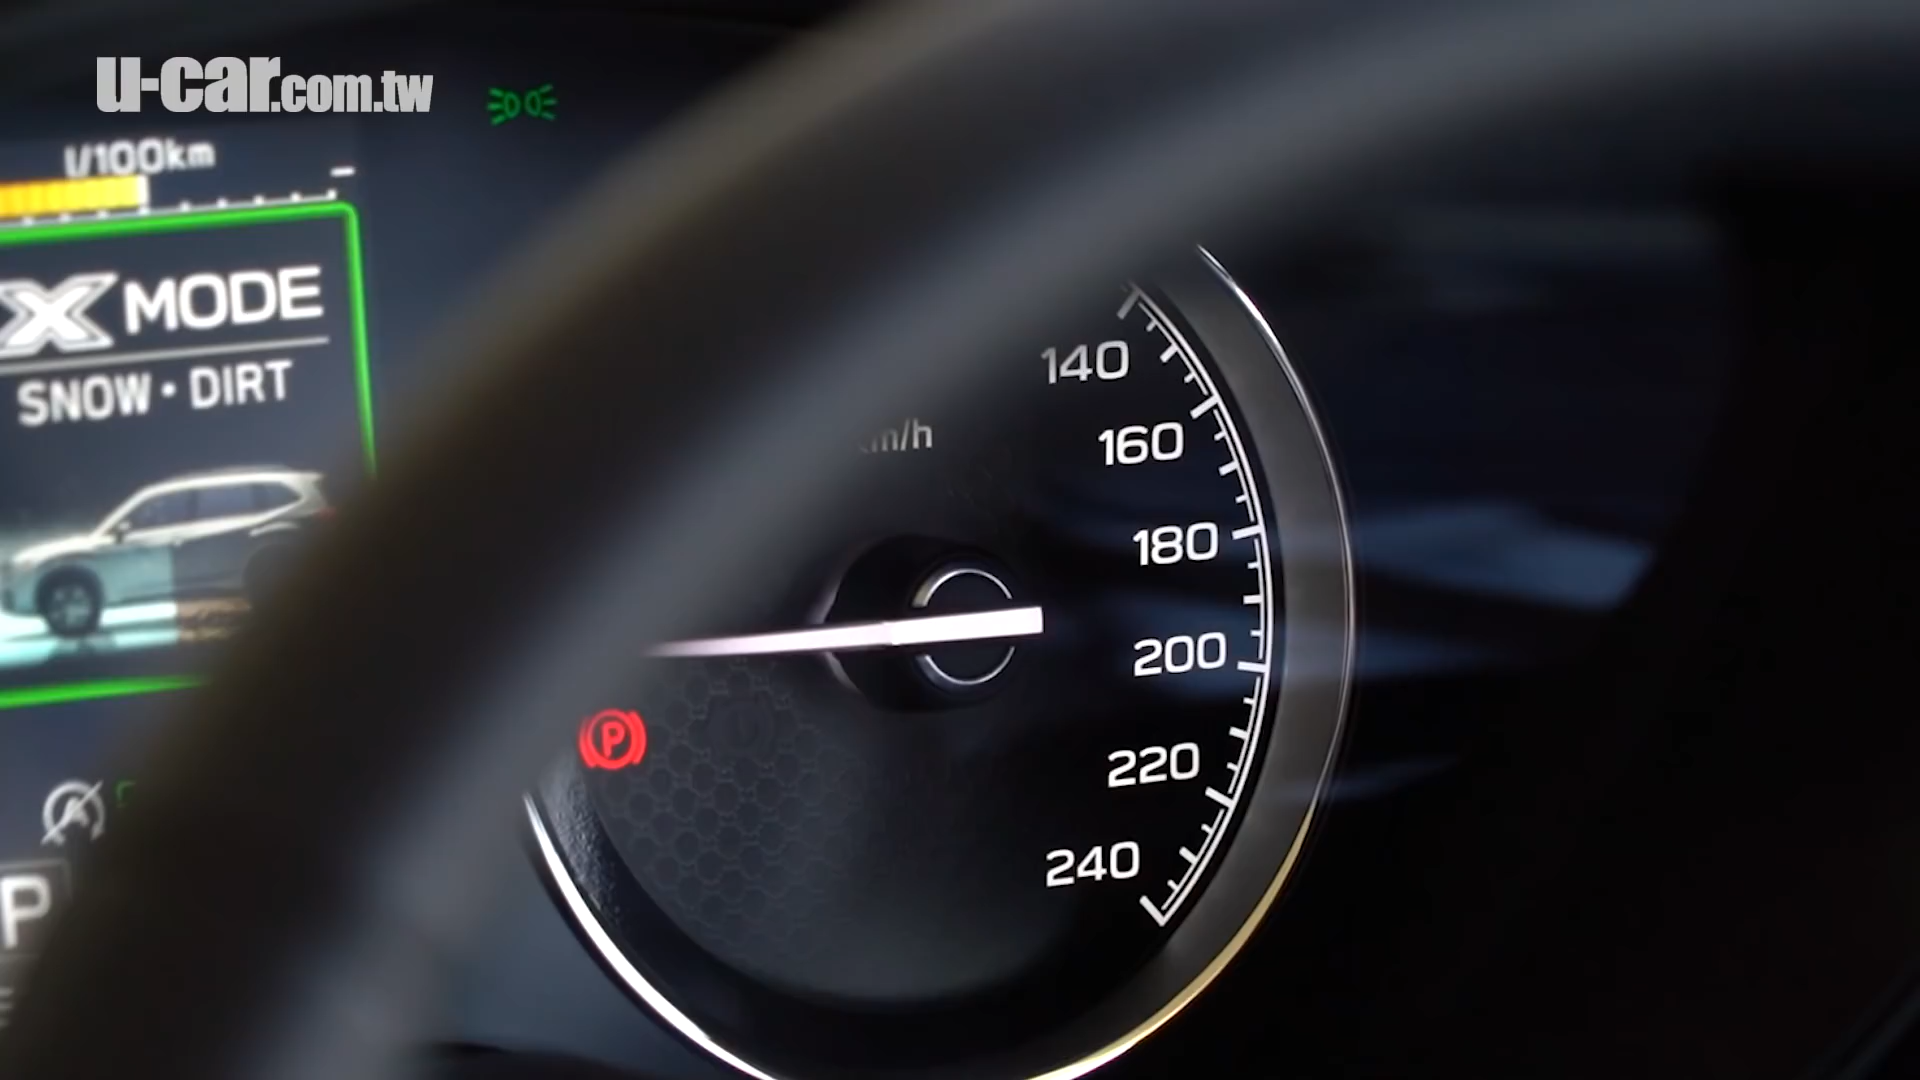 u-car.com.tw
l/100km
X MODE
SNOW・DIRT
km/h
140
160
180
200
220
240
P
P